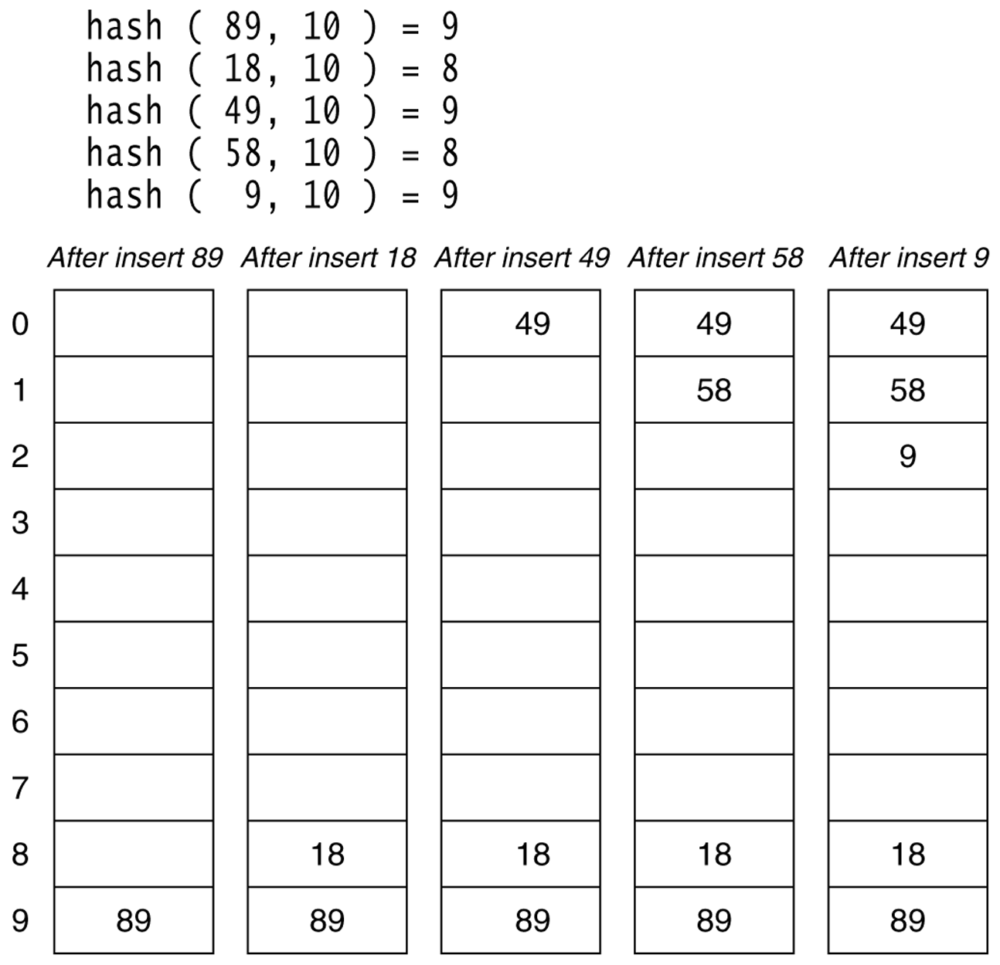 hash ( 89, 10 ) = 9
hash ( 18, 10 ) = 8
hash ( 49, 10 ) = 9
hash ( 58, 10 ) = 8
hash (  9, 10 ) = 9
After insert 89 After insert 18 After insert 49 After insert 58 After insert 9
0 49 49 49
1 58 58
2 9
3
4
5
6
7
8 18 18 18 18
9 89 89 89 89 89